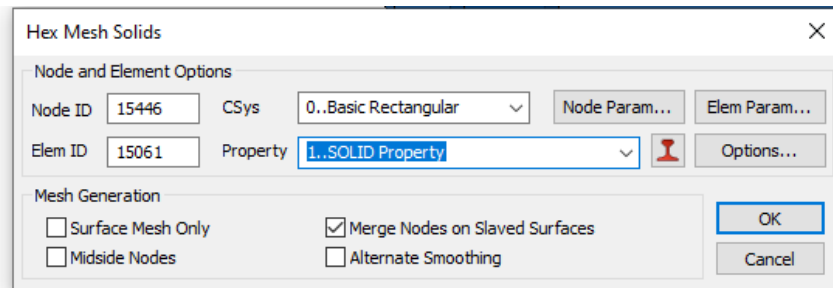 Hex Mesh Solids
Node and Element Options
Node ID 15446 CSys 0..Basic Rectangular Node Param... Elem Param...
Elem ID 15061 Property 1..SOLID Property Options...
Mesh Generation
Surface Mesh Only Merge Nodes on Slaved Surfaces OK
Midside Nodes Alternate Smoothing Cancel